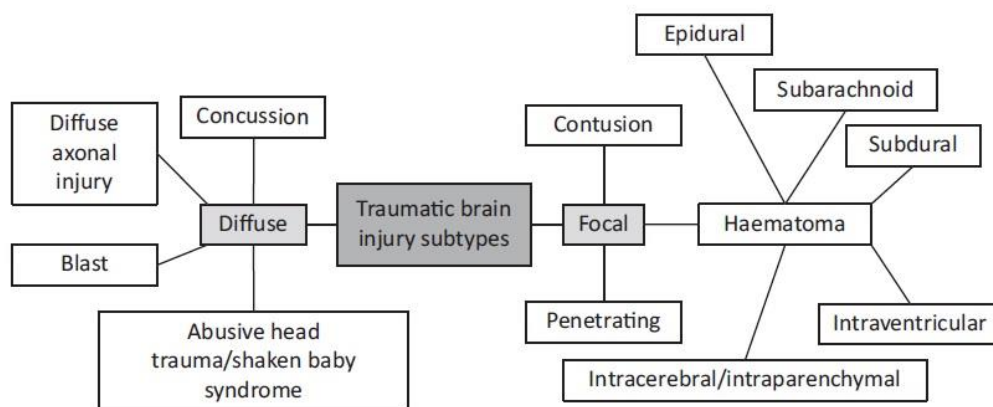 Epidural
Subarachnoid
Subdural
Contusion
Concussion
Diffuse
axonal
injury
Diffuse
Traumatic brain
injury subtypes
Focal
Haematoma
Blast
Penetrating
Intraventricular
Abusive head
trauma/shaken baby
syndrome
Intracerebral/intraparenchymal